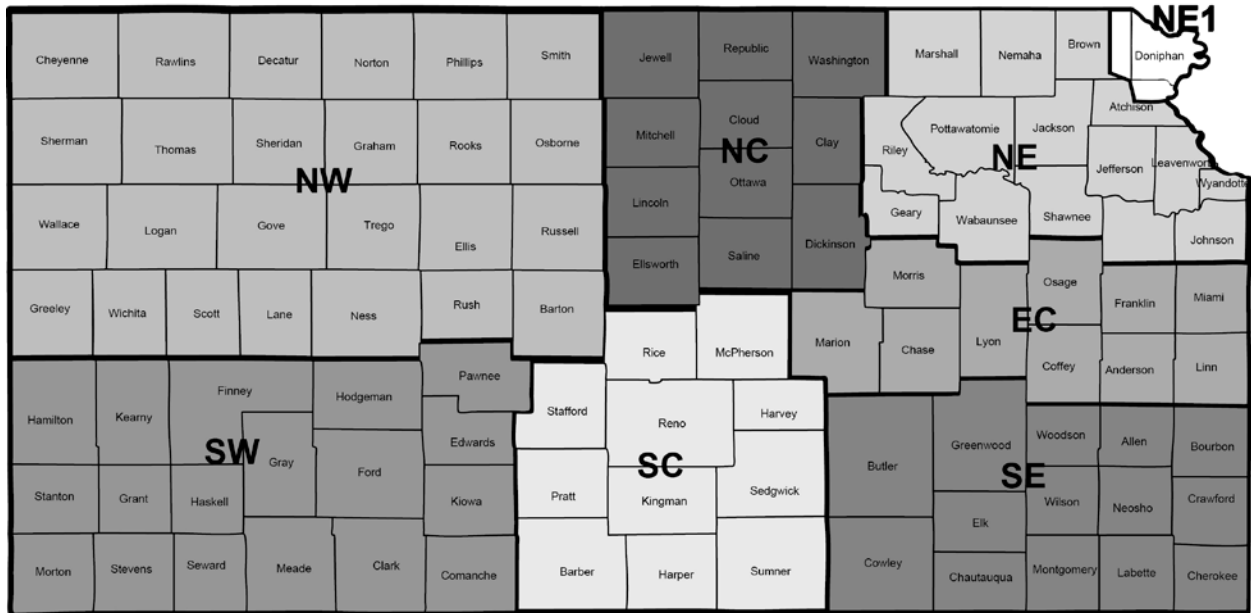 NE1
Cheyenne
Rawlins
Decatur
Norton
Phillips
Smith
Jewell
Republic
Washington
Marshall
Nemaha
Brown
Doniphan
Sherman
Thomas
Sheridan
Graham
Rooks
Osborne
Mitchell
Cloud
Clay
Riley
Pottawatomie
Jackson
Atchison
NW
NC
NE
Jefferson
Leavenworth
Wyandotte
Wallace
Logan
Gove
Trego
Ellis
Russell
Lincoln
Ottawa
Dickinson
Geary
Wabaunsee
Shawnee
Johnson
Ellsworth
Saline
Greeley
Wichita
Scott
Lane
Ness
Rush
Barton
Morris
Osage
Franklin
Miami
EC
Rice
McPherson
Marion
Chase
Lyon
Coffey
Anderson
Linn
Hamilton
Kearny
Finney
Hodgeman
Pawnee
Stafford
Reno
Harvey
SW
Gray
Ford
Edwards
SC
Butler
Greenwood
Woodson
Allen
Bourbon
SE
Stanton
Grant
Haskell
Kiowa
Pratt
Kingman
Sedgwick
Elk
Wilson
Neosho
Crawford
Morton
Stevens
Seward
Meade
Clark
Comanche
Barber
Harper
Sumner
Cowley
Chautauqua
Montgomery
Labette
Cherokee